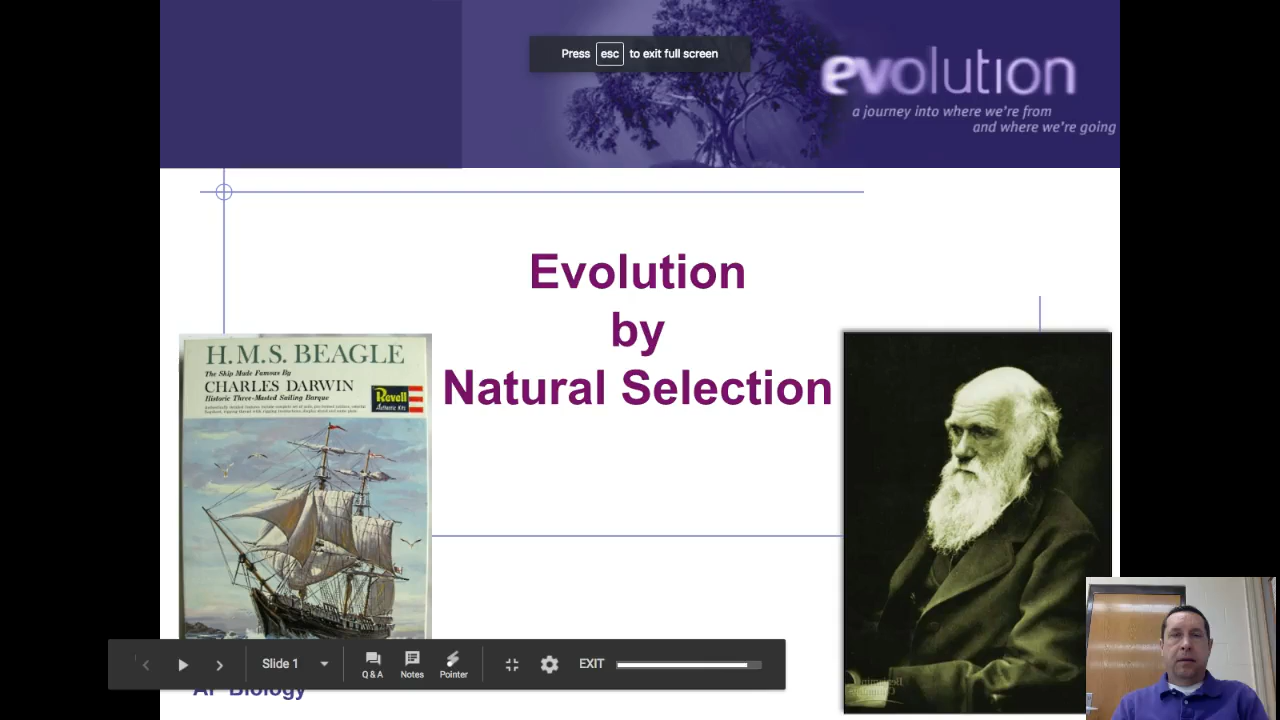 Press esc to exit full screen
evolution
a journey into where we're from
and where we're going
Evolution
by
Natural Selection
H.M.S. BEAGLE
The Ship Made Famous By
CHARLES DARWIN
Historic Three-Masted Sailing Barque
Revell
Authentic Kits
Slide 1
Q & A
Notes
Pointer
EXIT
AP Biology